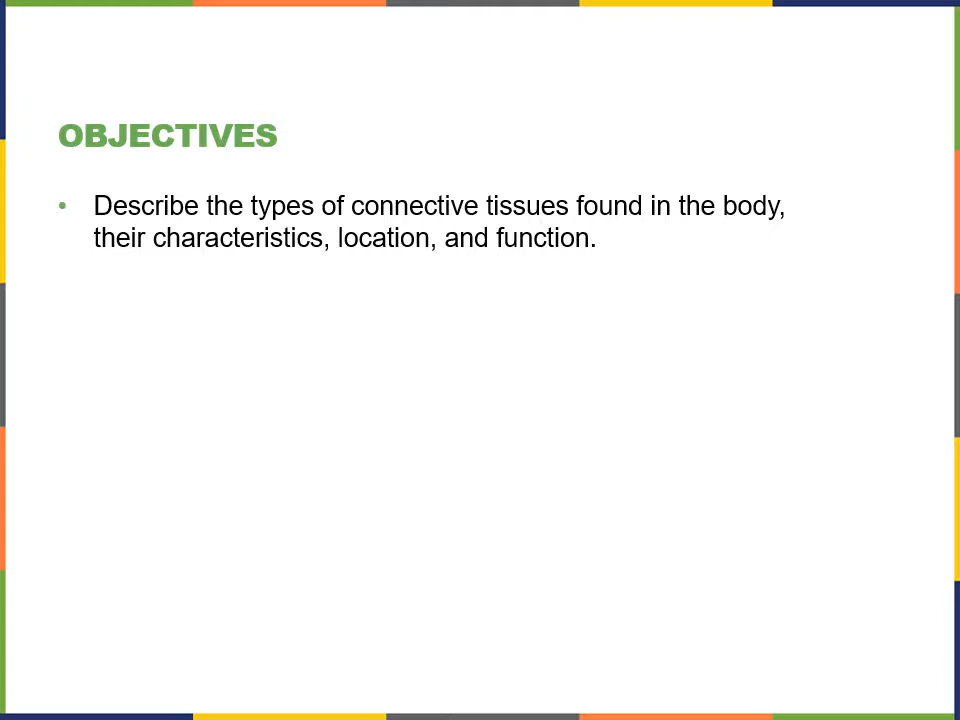 OBJECTIVES
• Describe the types of connective tissues found in the body,
their characteristics, location, and function.